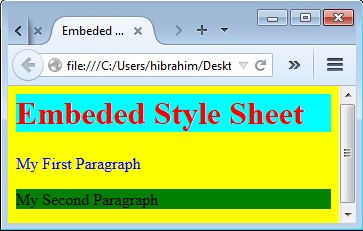 Embeded ...
file:///C:/Users/hibrahim/Deskt
Embeded Style Sheet
My First Paragraph
My Second Paragraph